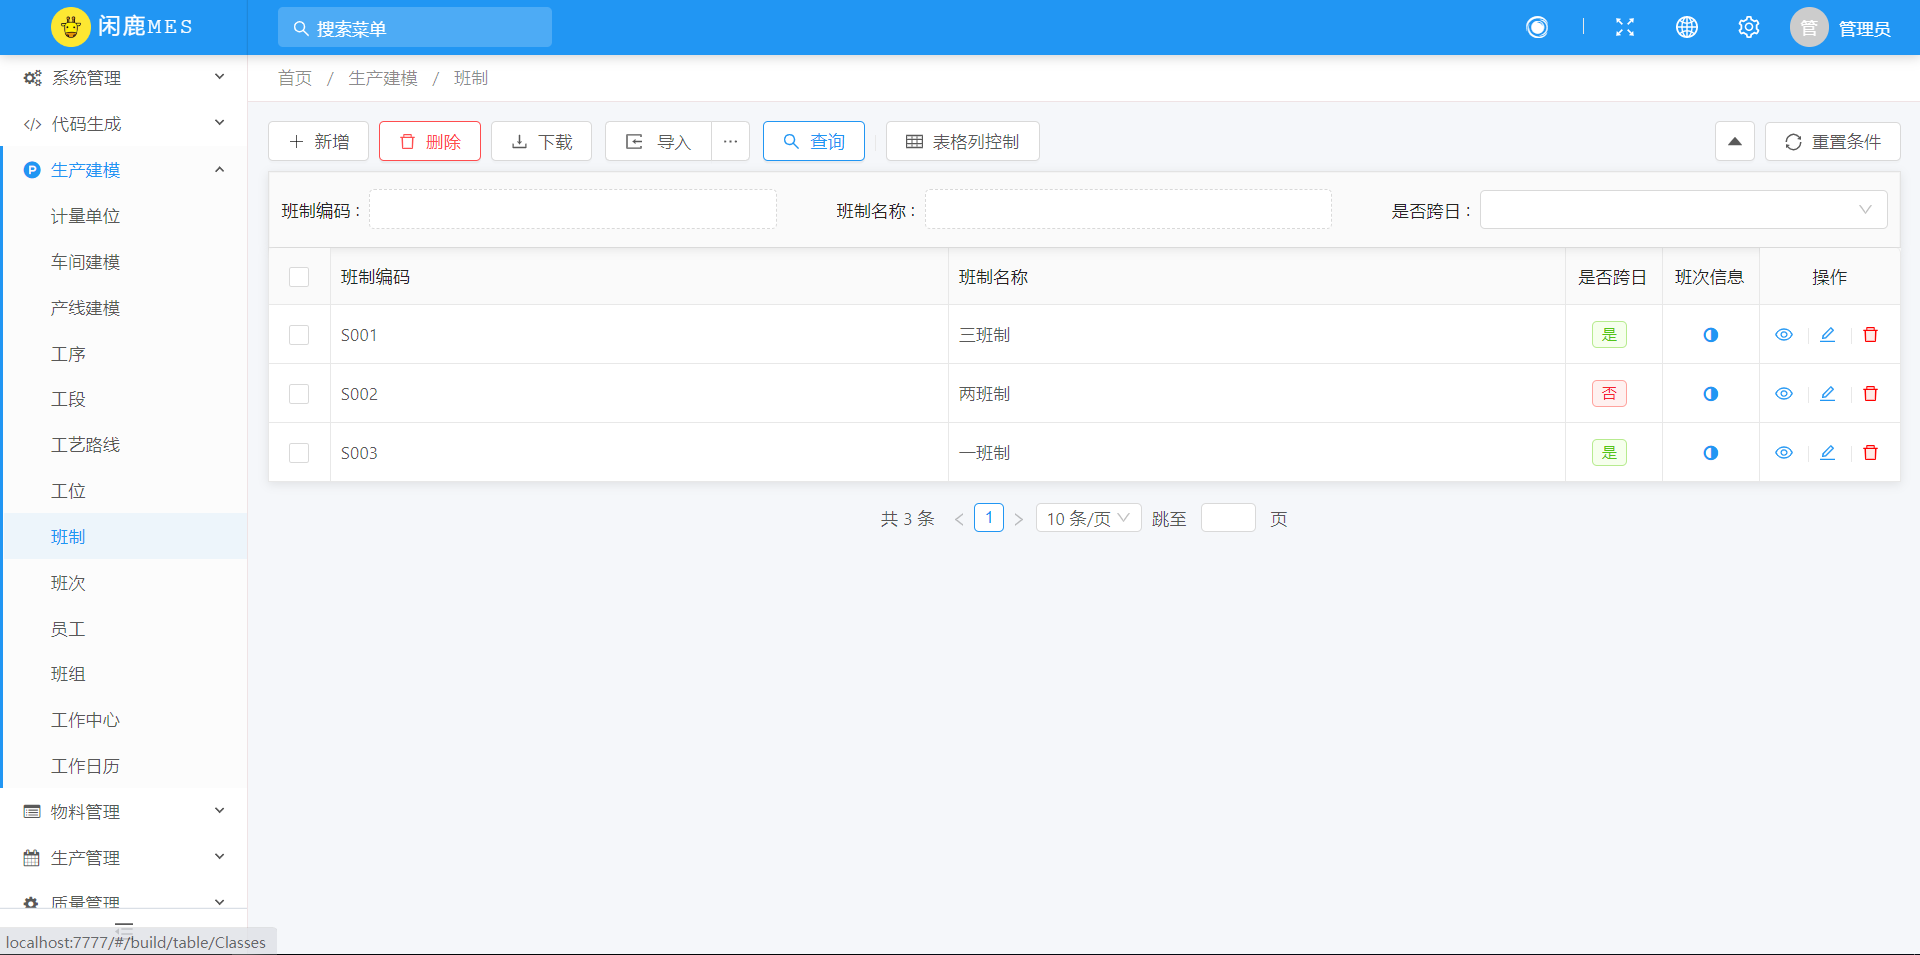 闲鹿MES
搜索菜单
管
管理员
系统管理
代码生成
生产建模
计量单位
车间建模
产线建模
工序
工段
工艺路线
工位
班制
班次
员工
班组
工作中心
工作日历
物料管理
生产管理
质量管理
localhost:7777/#/build/table/Classes
首页 / 生产建模 / 班制
新增 删除 下载 导入 ··· 查询 表格列控制 重置条件
班制编码 : 班制名称 : 是否跨日 :
班制编码 班制名称 是否跨日 班次信息 操作
S001 三班制 是
S002 两班制 否
S003 一班制 是
共 3 条 < 1 > 10 条/页 跳至 页